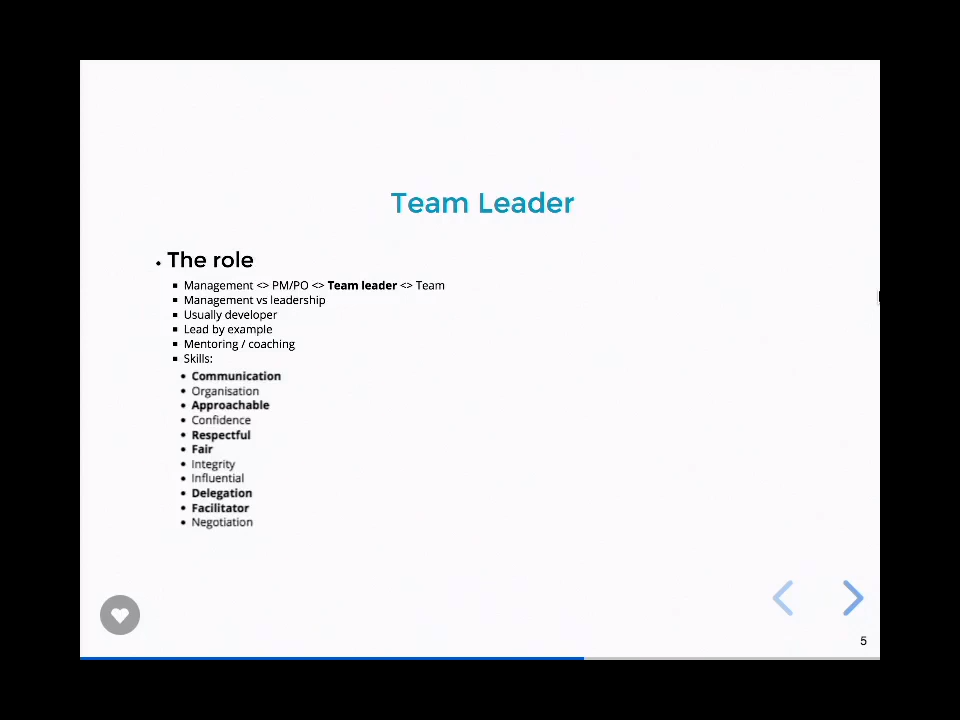 Team Leader
The role
Management <> PM/PO <> Team leader <> Team
Management vs leadership
Usually developer
Lead by example
Mentoring / coaching
Skills:
Communication
Organisation
Approachable
Confidence
Respectful
Fair
Integrity
Influential
Delegation
Facilitator
Negotiation
5